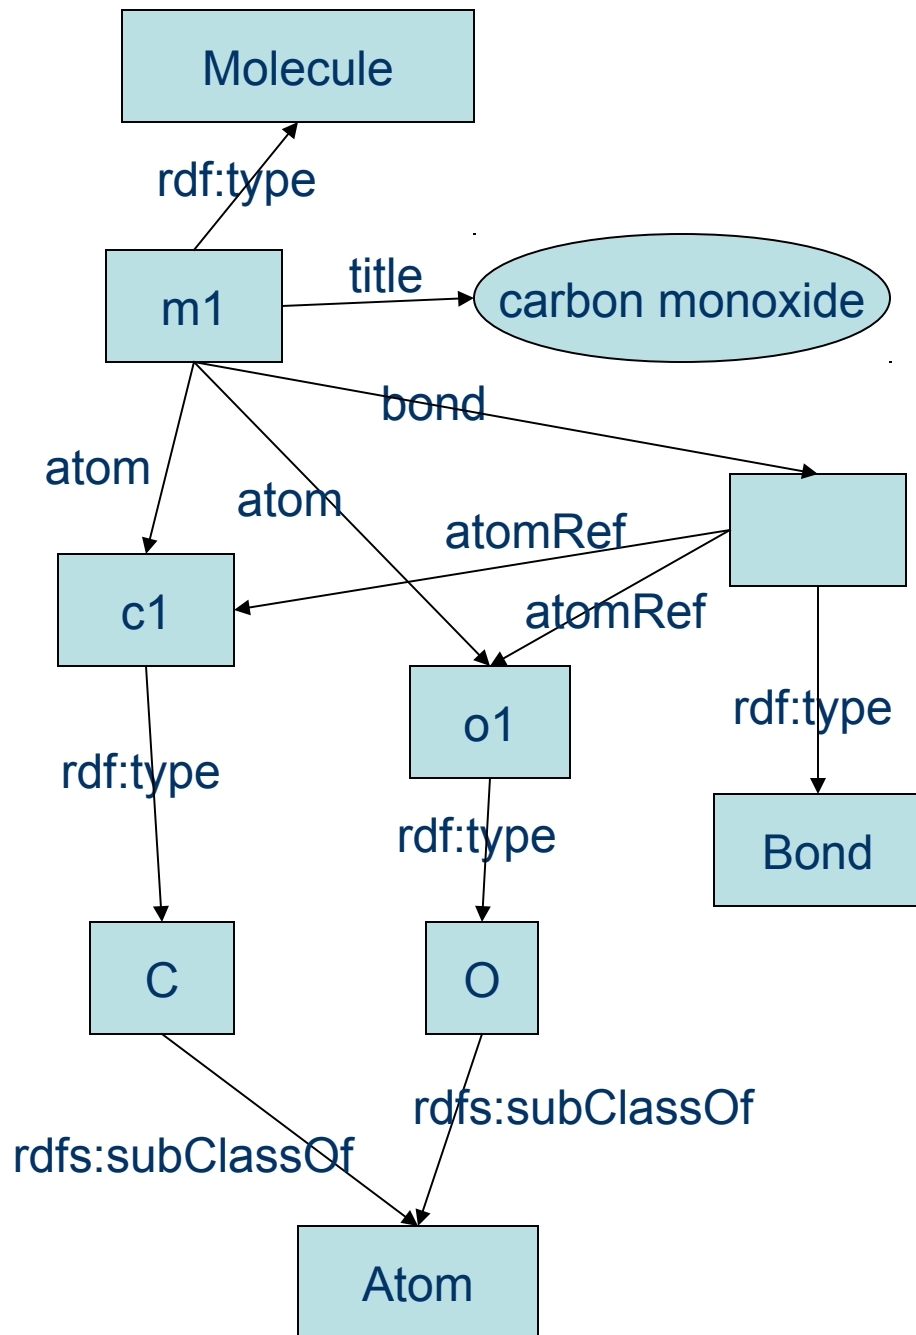 Molecule
rdf:type
m1
title
carbon monoxide
bond
atom
atom
atomRef
c1
atomRef
o1
rdf:type
rdf:type
rdf:type
Bond
C
O
rdfs:subClassOf
rdfs:subClassOf
Atom